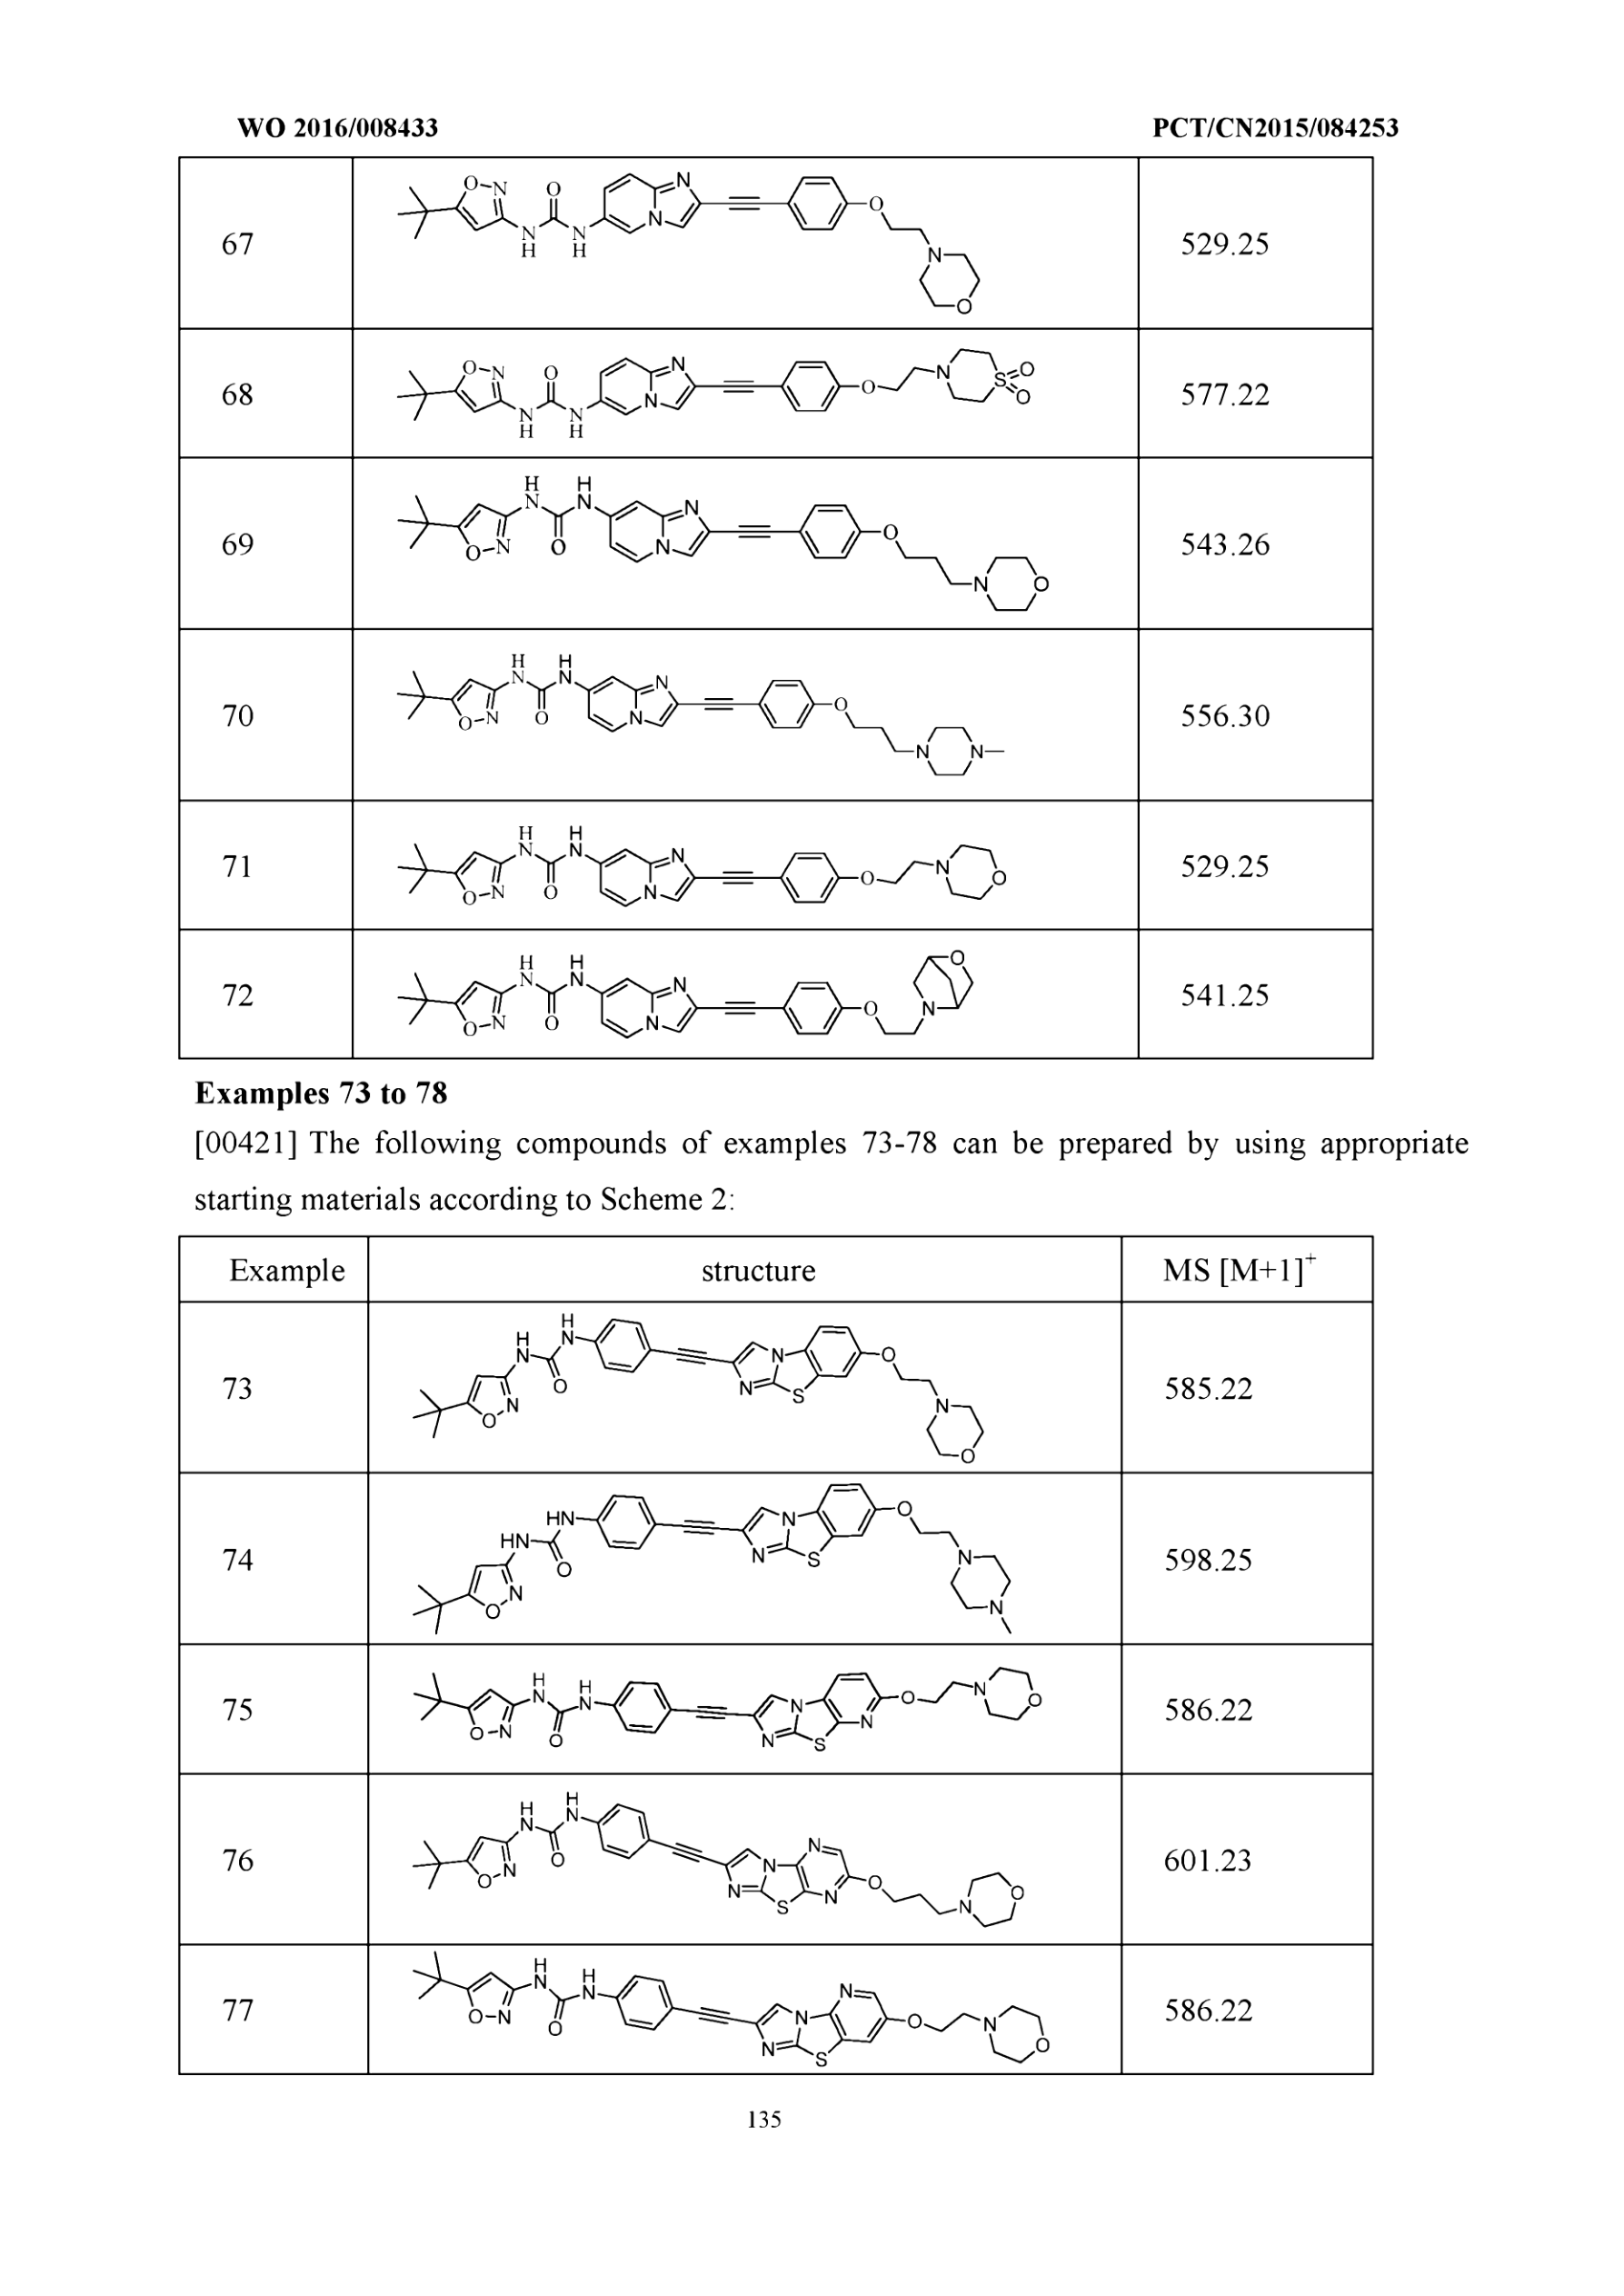 WO 2016/008433 PCT/CN2015/084253
67 529.25
68 577.22
69 543.26
70 556.30
71 529.25
72 541.25
Examples 73 to 78
[00421] The following compounds of examples 73-78 can be prepared by using appropriate
starting materials according to Scheme 2:
Example structure MS [M+1]+
73 585.22
74 598.25
75 586.22
76 601.23
77 586.22
135